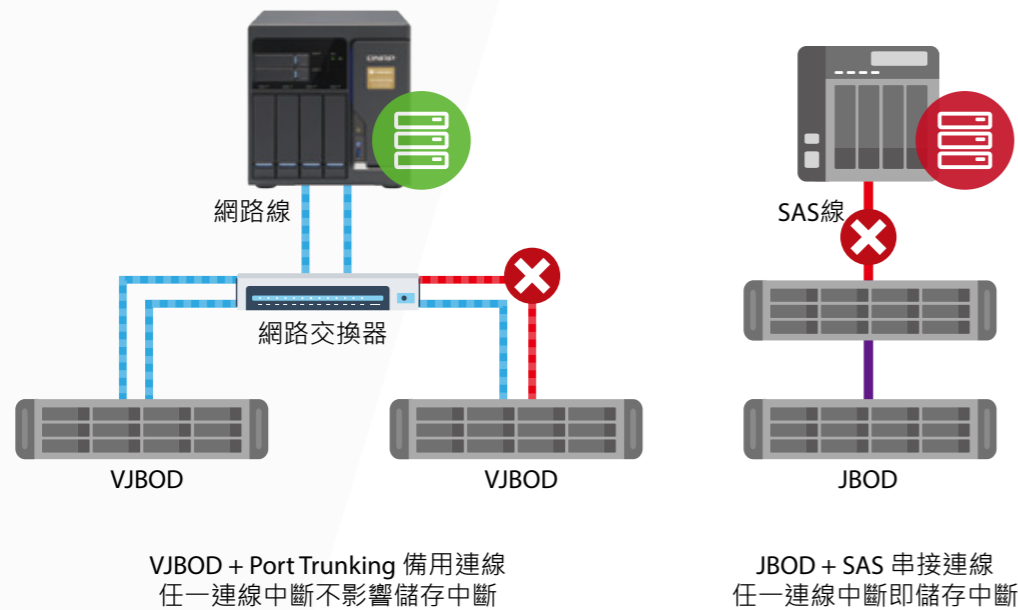 QNAP
網路線
網路交換器
VJBOD
VJBOD
VJBOD + Port Trunking 備用連線
任一連線中斷不影響儲存中斷
SAS線
JBOD
JBOD + SAS 串接連線
任一連線中斷即儲存中斷